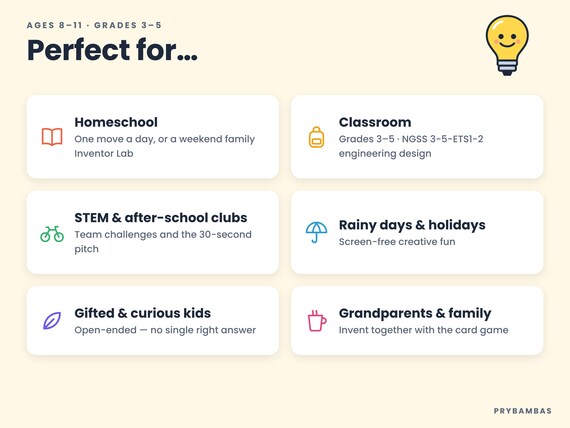 AGES 8–11 · GRADES 3–5
Perfect for…
Homeschool
One move a day, or a weekend family
Inventor Lab
Classroom
Grades 3–5 · NGSS 3-5-ETS1-2
engineering design
STEM & after-school clubs
Team challenges and the 30-second
pitch
Rainy days & holidays
Screen-free creative fun
Gifted & curious kids
Open-ended — no single right answer
Grandparents & family
Invent together with the card game
PRYBAMBAS